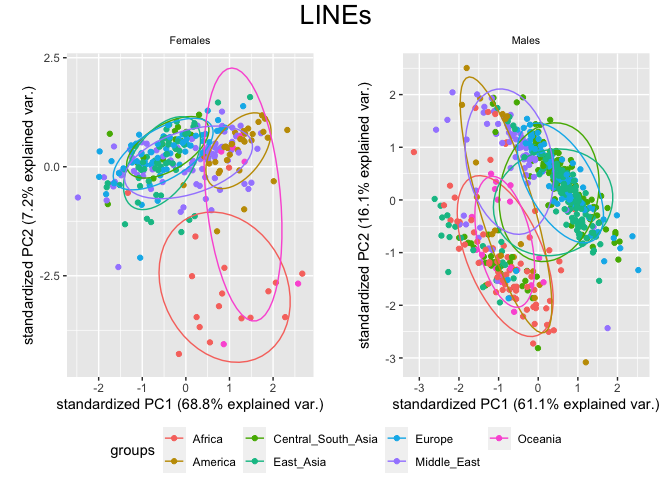 LINEs
Females
Males
standardized PC2 (7.2% explained var.)
2.5
0.0
-2.5
-2
-1
0
1
2
standardized PC1 (68.8% explained var.)
standardized PC2 (16.1% explained var.)
2
1
0
-1
-2
-3
-3
-2
-1
0
1
2
standardized PC1 (61.1% explained var.)
groups
Africa
Central_South_Asia
Europe
Oceania
America
East_Asia
Middle_East